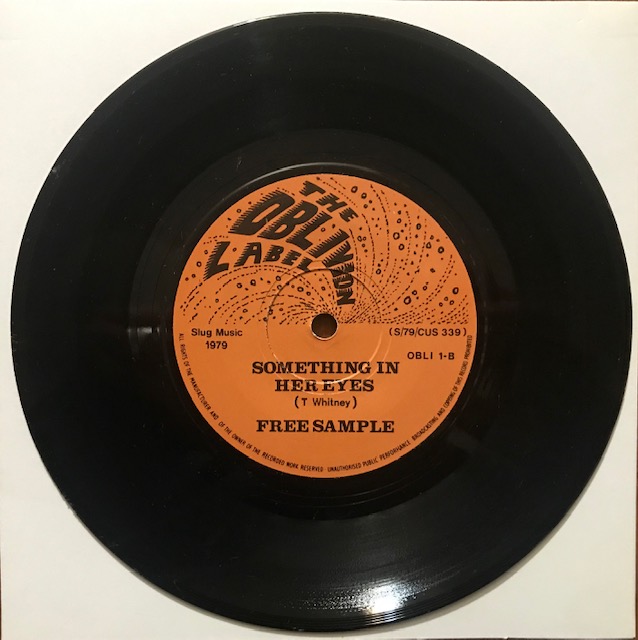 THE
OBLIVION
LABEL
Slug Music
1979
(S/79/CUS 339)
OBLI 1-B
SOMETHING IN
HER EYES
(T Whitney)
FREE SAMPLE
ALL RIGHTS OF THE MANUFACTURER AND OF THE OWNER OF THE RECORDED WORK RESERVED · UNAUTHORISED PUBLIC PERFORMANCE BROADCASTING AND COPYING OF THIS RECORD PROHIBITED